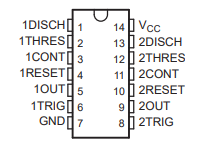 1DISCH 1 14 VCC
1THRES 2 13 2DISCH
1CONT 3 12 2THRES
1RESET 4 11 2CONT
1OUT 5 10 2RESET
1TRIG 6 9 2OUT
GND 7 8 2TRIG